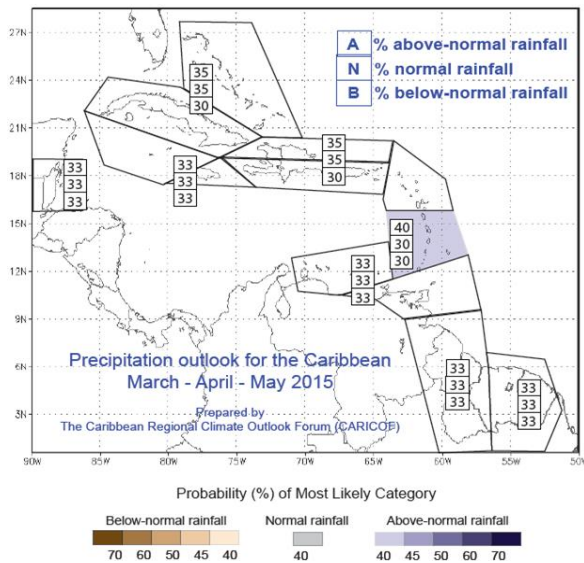 27N
24N
21N
18N
15N
12N
9N
6N
3N
A % above-normal rainfall
N % normal rainfall
B % below-normal rainfall
35
35
30
35
35
30
33
33
33
33
33
33
40
30
30
33
33
33
33
33
33
33
33
33
Precipitation outlook for the Caribbean
March - April - May 2015
Prepared by
The Caribbean Regional Climate Outlook Forum (CARICOF)
90W 85W 80W 75W 70W 65W 60W 55W 50W
Probability (%) of Most Likely Category
Below-normal rainfall Normal rainfall Above-normal rainfall
70 60 50 45 40 40 40 45 50 60 70